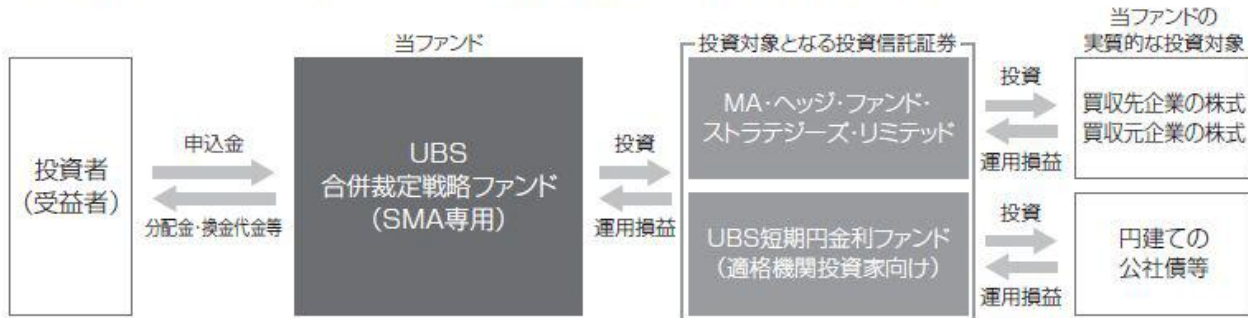 投資者
(受益者)
申込金
分配金・換金代金等
当ファンド
UBS
合併裁定戦略ファンド
(SMA専用)
投資
運用損益
投資対象となる投資信託証券
MA・ヘッジ・ファンド・
ストラテジーズ・リミテッド
UBS短期円金利ファンド
(適格機関投資家向け)
投資
運用損益
投資
運用損益
当ファンドの
実質的な投資対象
買収先企業の株式
買収元企業の株式
円建ての
公社債等